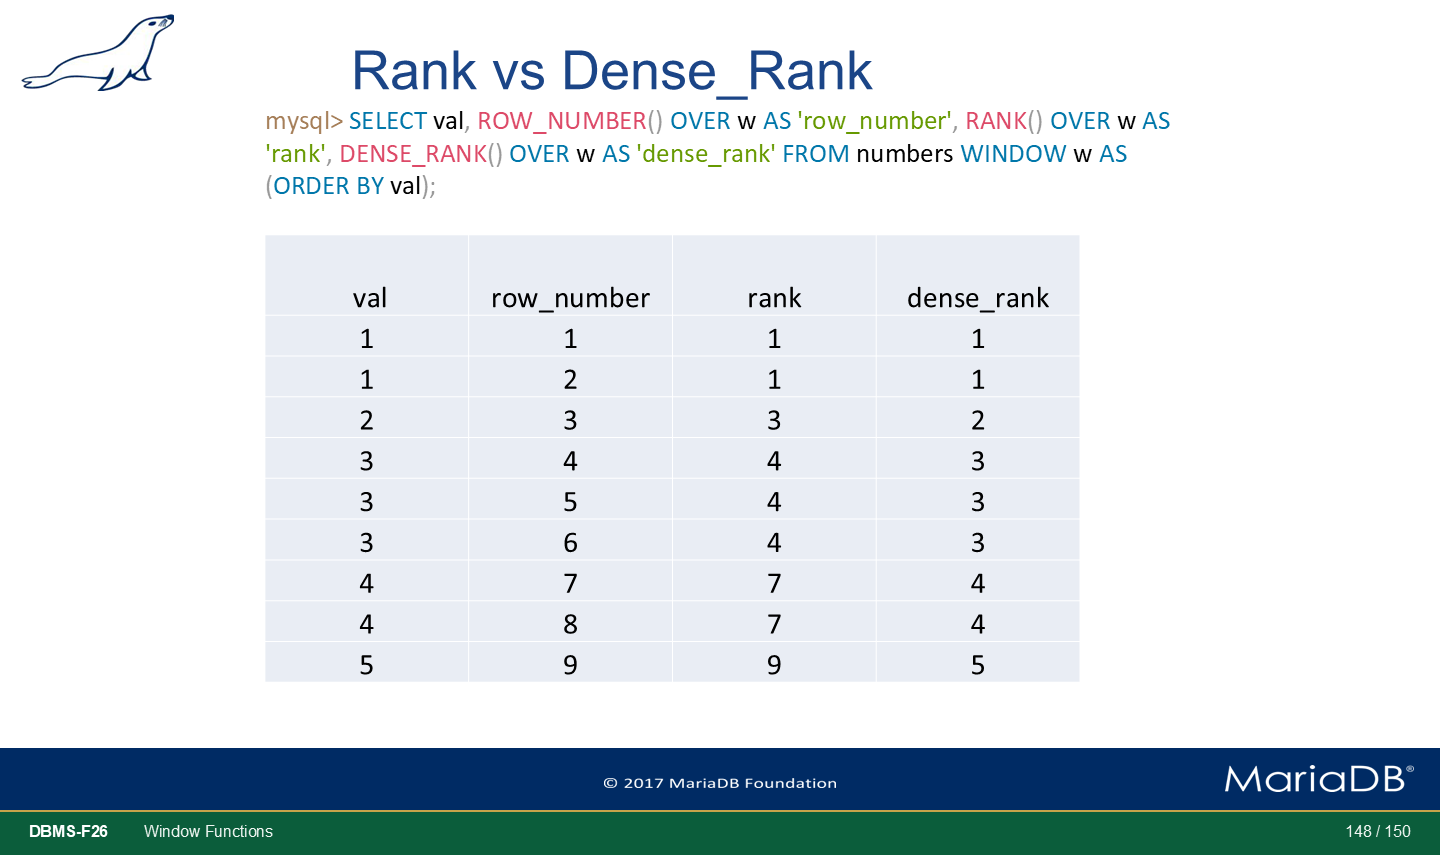 Rank vs Dense_Rank
mysql> SELECT val, ROW_NUMBER() OVER w AS 'row_number', RANK() OVER w AS
'rank', DENSE_RANK() OVER w AS 'dense_rank' FROM numbers WINDOW w AS
(ORDER BY val);
val row_number rank dense_rank
1 1 1 1
1 2 1 1
2 3 3 2
3 4 4 3
3 5 4 3
3 6 4 3
4 7 7 4
4 8 7 4
5 9 9 5
© 2017 MariaDB Foundation
MariaDB®
DBMS-F26 Window Functions 148 / 150